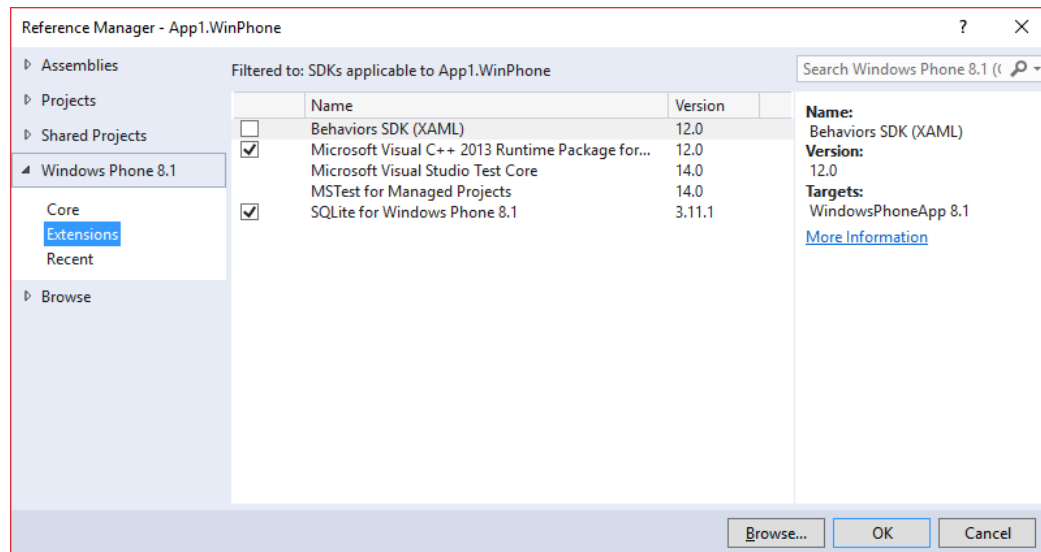 Reference Manager - App1.WinPhone ?
Assemblies
Projects
Shared Projects
Windows Phone 8.1
Core
Extensions
Recent
Browse
Filtered to: SDKs applicable to App1.WinPhone
Name Version
Behaviors SDK (XAML) 12.0
Microsoft Visual C++ 2013 Runtime Package for... 12.0
Microsoft Visual Studio Test Core 14.0
MSTest for Managed Projects 14.0
SQLite for Windows Phone 8.1 3.11.1
Search Windows Phone 8.1 (
Name:
Behaviors SDK (XAML)
Version:
12.0
Targets:
WindowsPhoneApp 8.1
More Information
Browse... OK Cancel